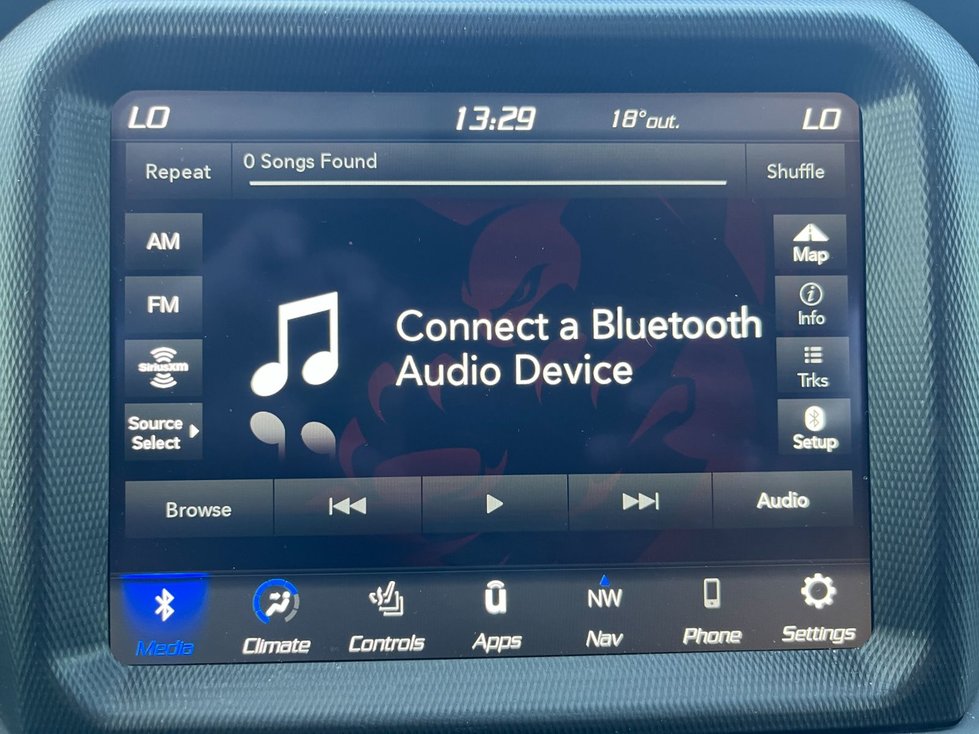 LO 13:29 18°out. LO
Repeat 0 Songs Found Shuffle
AM
FM
SiriusXM
Source
Select
Connect a Bluetooth
Audio Device
Map
Info
Trks
Setup
Browse
Audio
Media Climate Controls Apps NW Nav Phone Settings